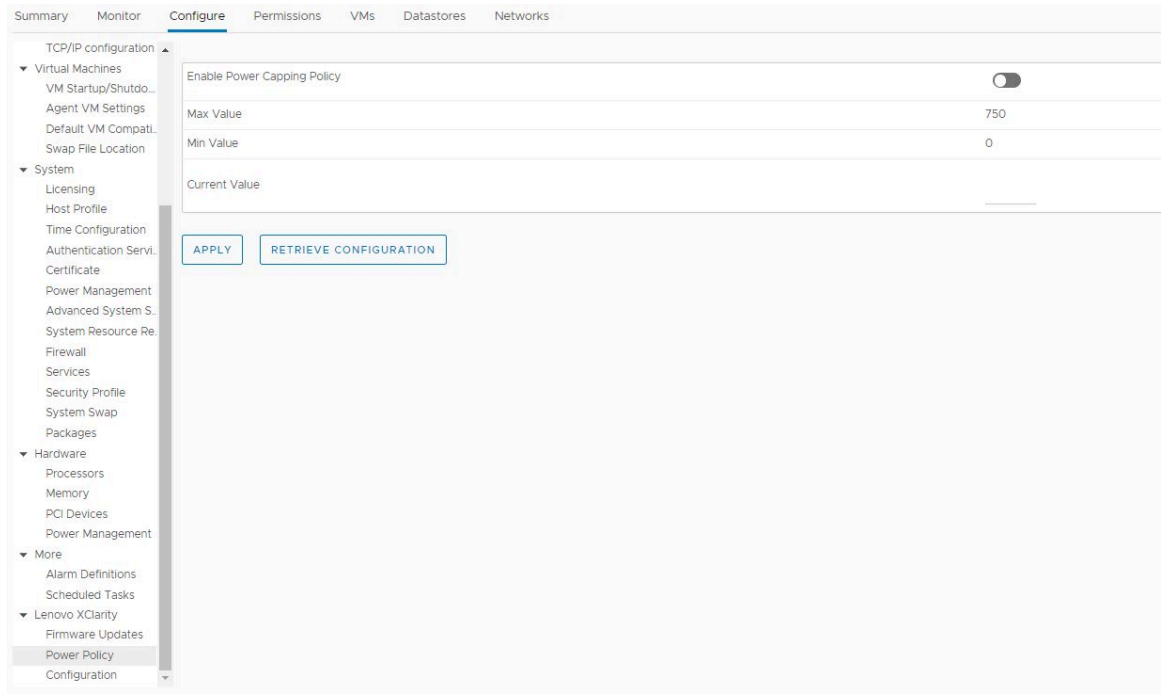 Summary Monitor Configure Permissions VMs Datastores Networks
TCP/IP configuration
Virtual Machines
VM Startup/Shutdo...
Agent VM Settings
Default VM Compati..
Swap File Location
System
Licensing
Host Profile
Time Configuration
Authentication Servi..
Certificate
Power Management
Advanced System S..
System Resource Re.
Firewall
Services
Security Profile
System Swap
Packages
Hardware
Processors
Memory
PCI Devices
Power Management
More
Alarm Definitions
Scheduled Tasks
Lenovo XClarity
Firmware Updates
Power Policy
Configuration
Enable Power Capping Policy
Max Value 750
Min Value 0
Current Value
APPLY RETRIEVE CONFIGURATION